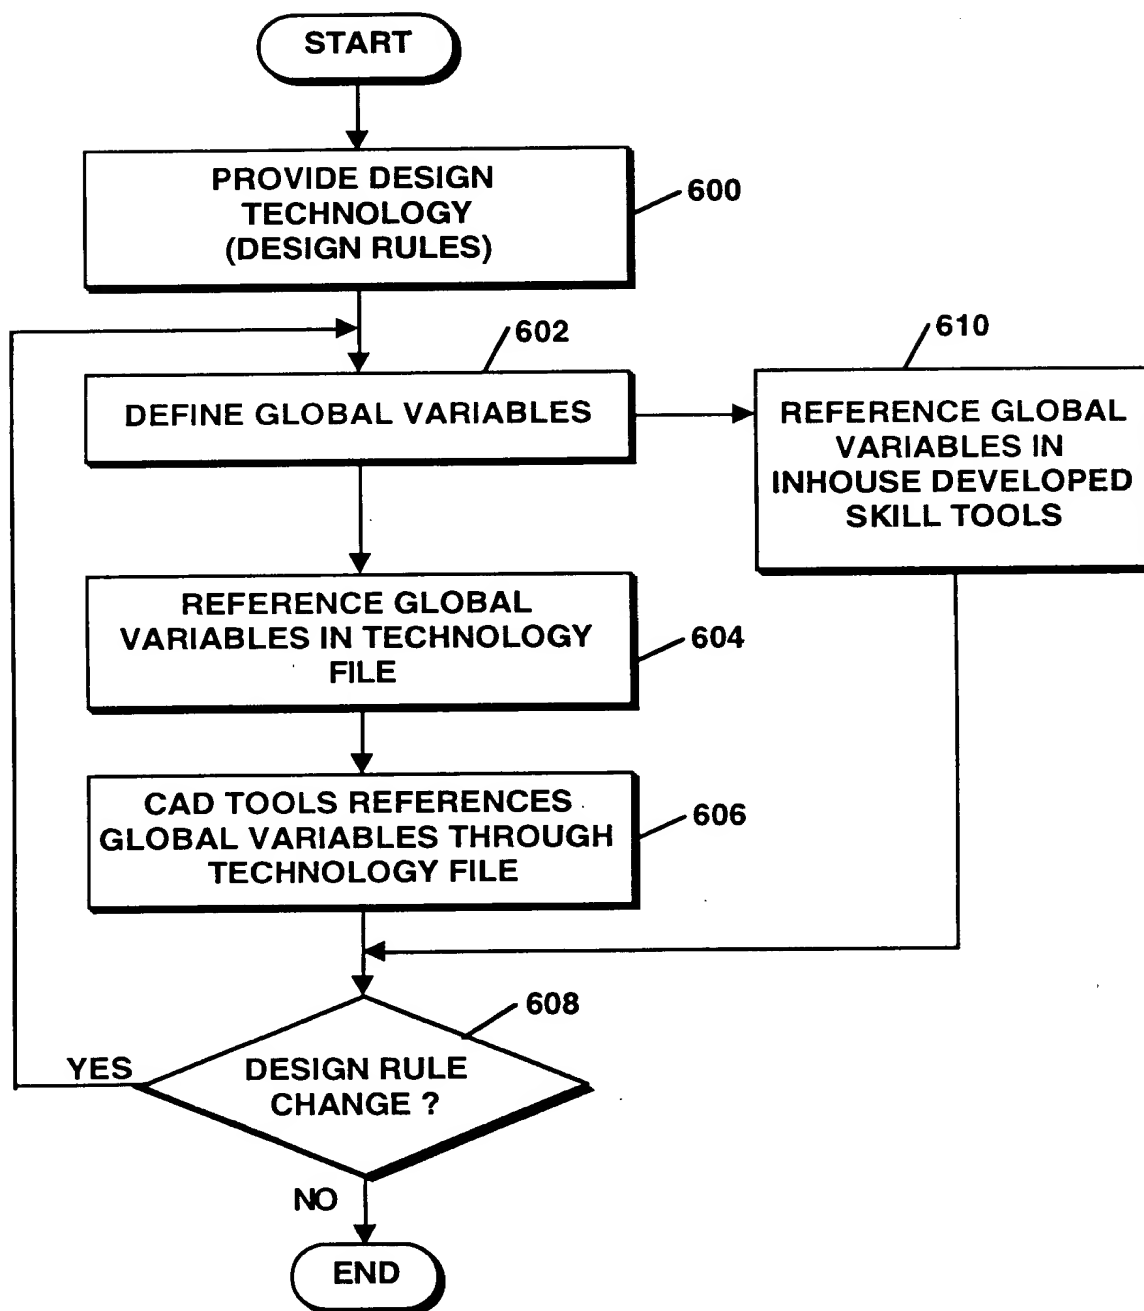 START
PROVIDE DESIGN
TECHNOLOGY
(DESIGN RULES)
600
602
DEFINE GLOBAL VARIABLES
610
REFERENCE GLOBAL
VARIABLES IN
INHOUSE DEVELOPED
SKILL TOOLS
REFERENCE GLOBAL
VARIABLES IN TECHNOLOGY
FILE
604
CAD TOOLS REFERENCES
GLOBAL VARIABLES THROUGH
TECHNOLOGY FILE
606
608
YES
DESIGN RULE
CHANGE ?
NO
END